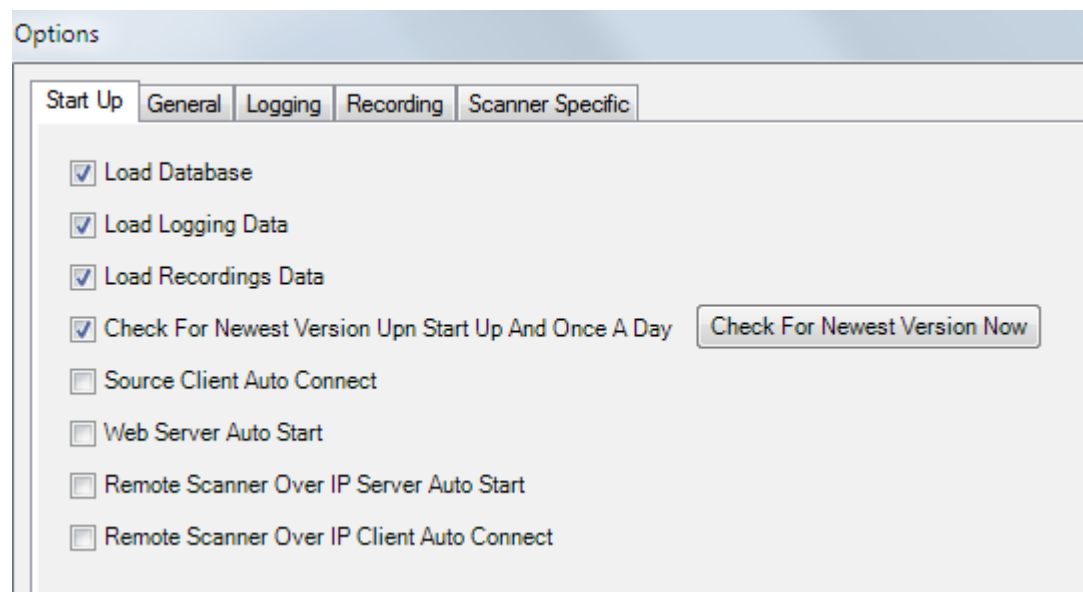 Options
Start Up General Logging Recording Scanner Specific
Load Database
Load Logging Data
Load Recordings Data
Check For Newest Version Upn Start Up And Once A Day Check For Newest Version Now
Source Client Auto Connect
Web Server Auto Start
Remote Scanner Over IP Server Auto Start
Remote Scanner Over IP Client Auto Connect